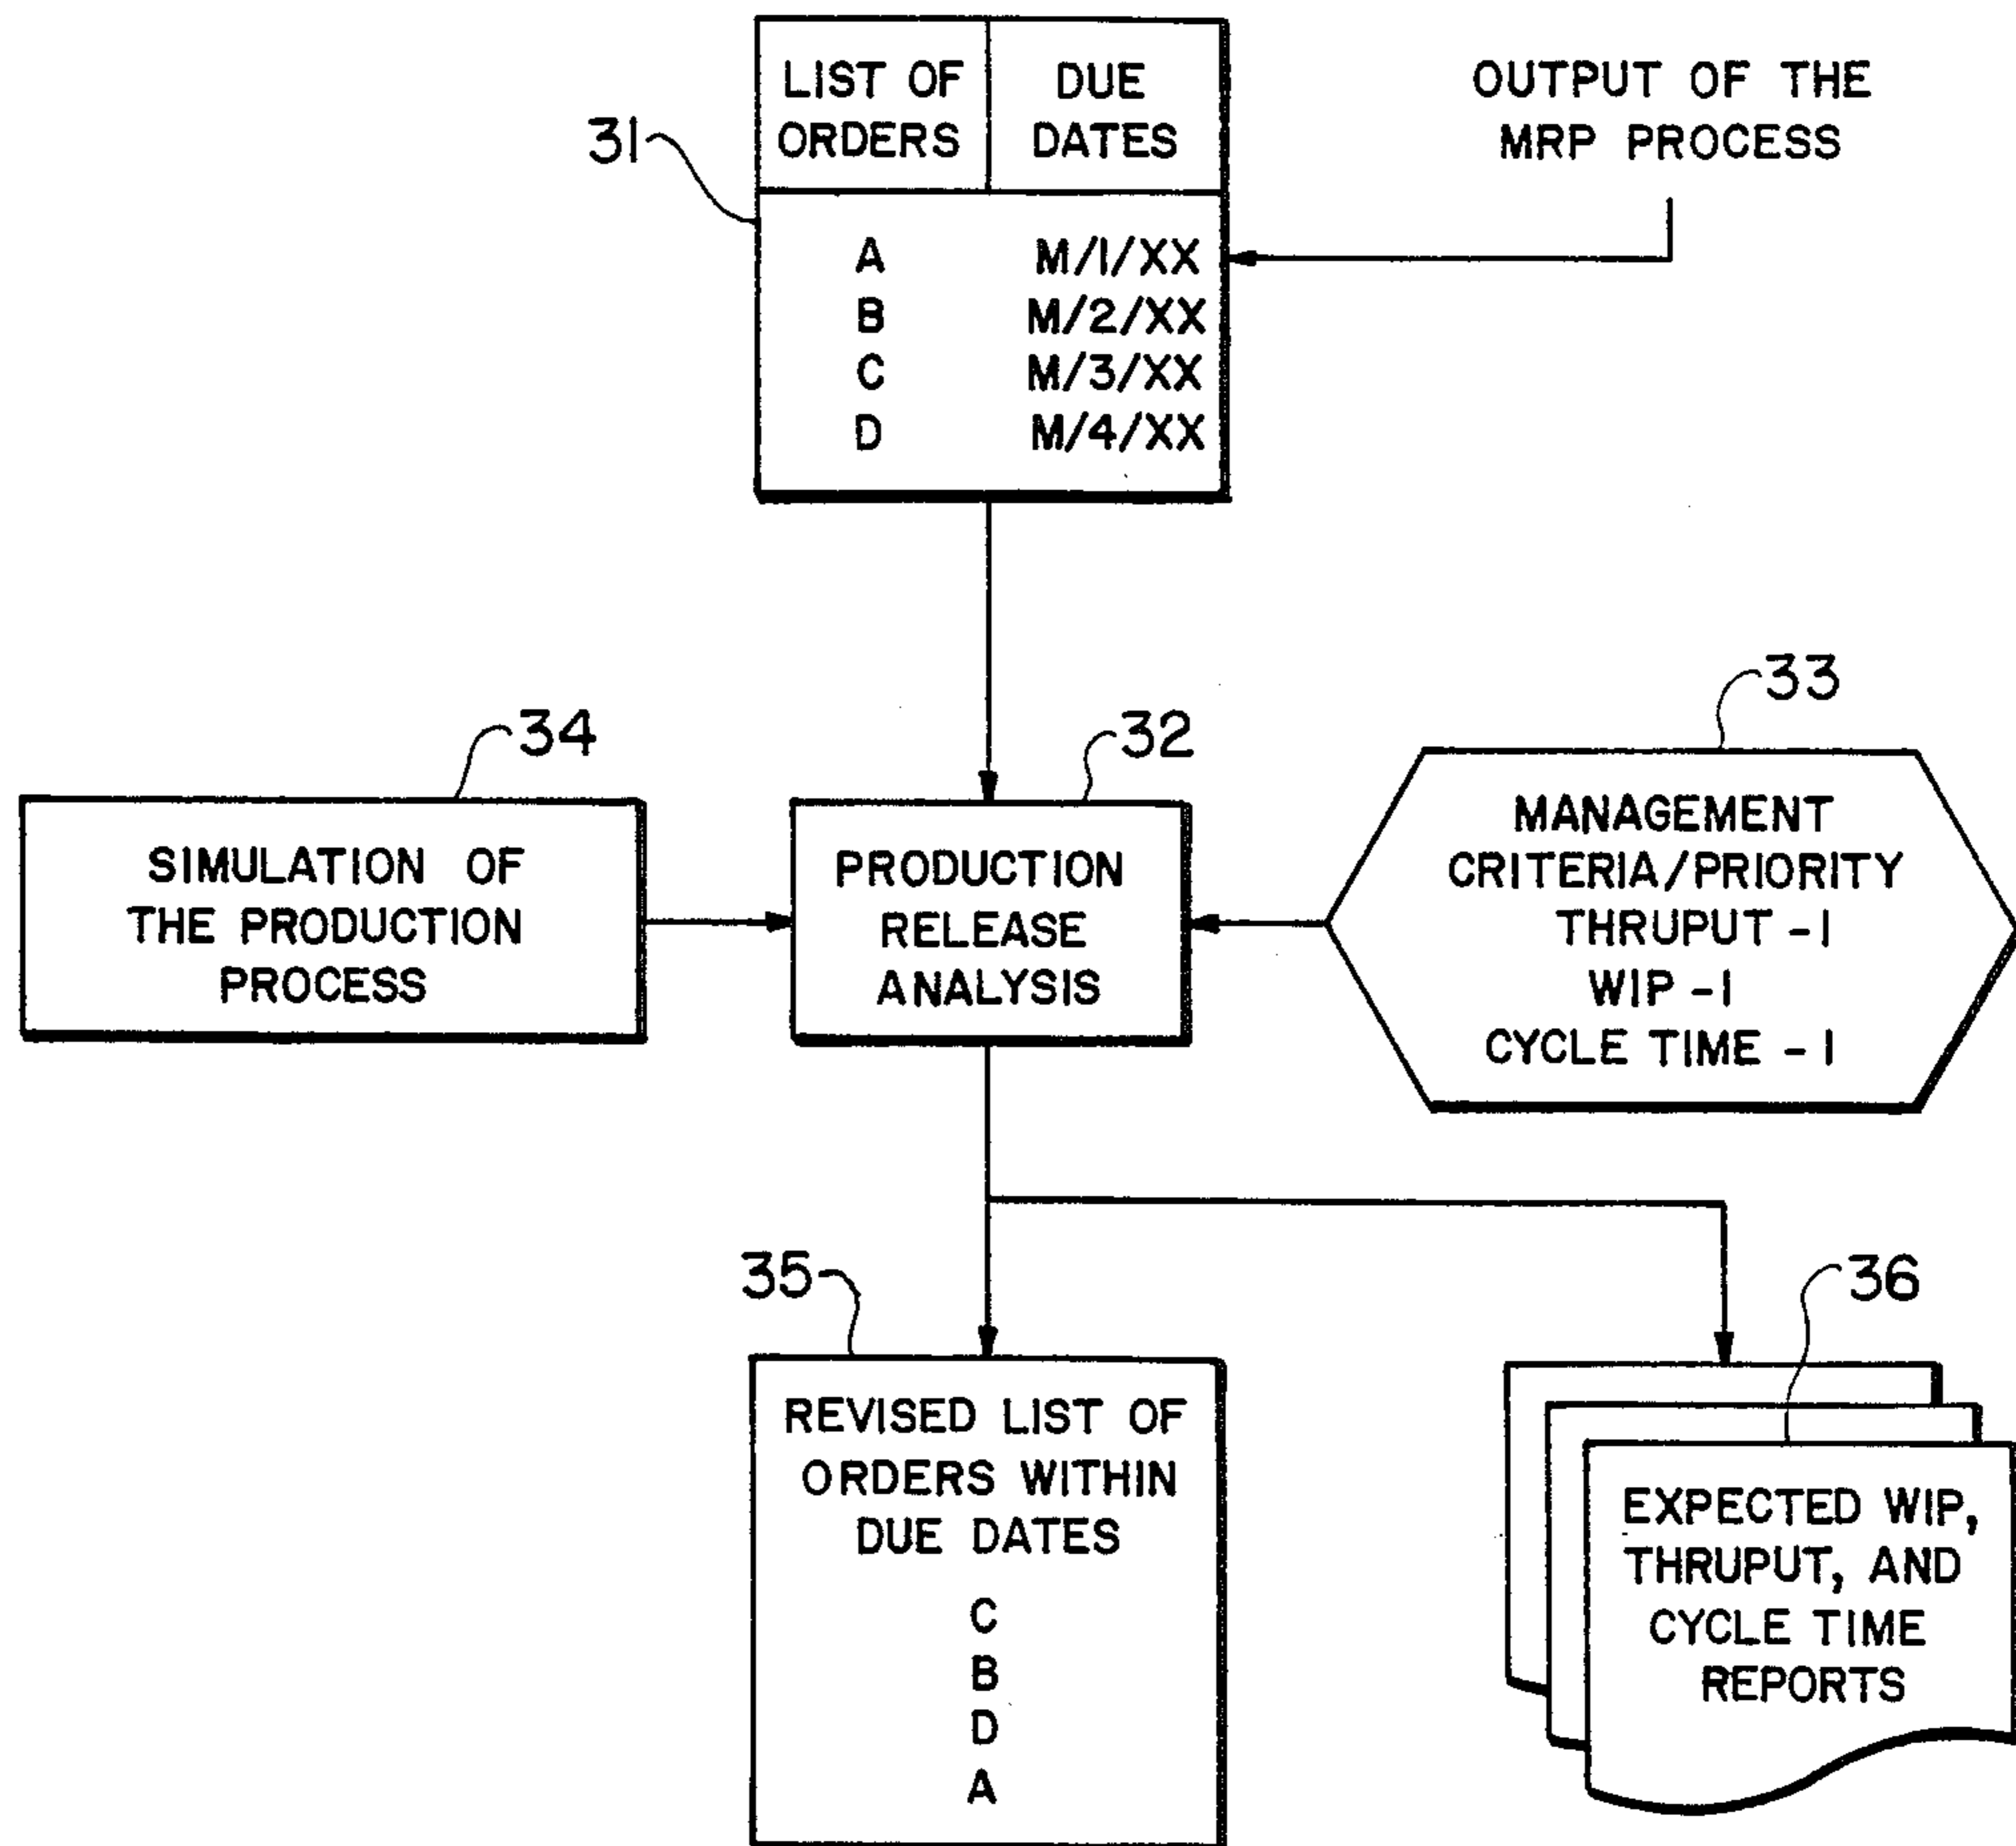 LIST OF
ORDERS
DUE
DATES
OUTPUT OF THE
MRP PROCESS
31
A M/1/XX
B M/2/XX
C M/3/XX
D M/4/XX
34
32
33
SIMULATION OF
THE PRODUCTION
PROCESS
PRODUCTION
RELEASE
ANALYSIS
MANAGEMENT
CRITERIA/PRIORITY
THRUPUT -1
WIP -1
CYCLE TIME -1
35
36
REVISED LIST OF
ORDERS WITHIN
DUE DATES
C
B
D
A
EXPECTED WIP,
THRUPUT, AND
CYCLE TIME
REPORTS